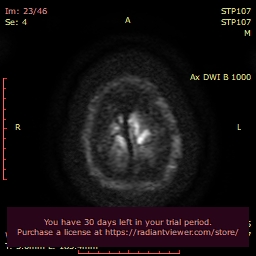 Im: 23/46
Se: 4
STP107
STP107
M
A
Ax DWI B 1000
R
L
You have 30 days left in your trial period.
Purchase a license at https://radiantviewer.com/store/